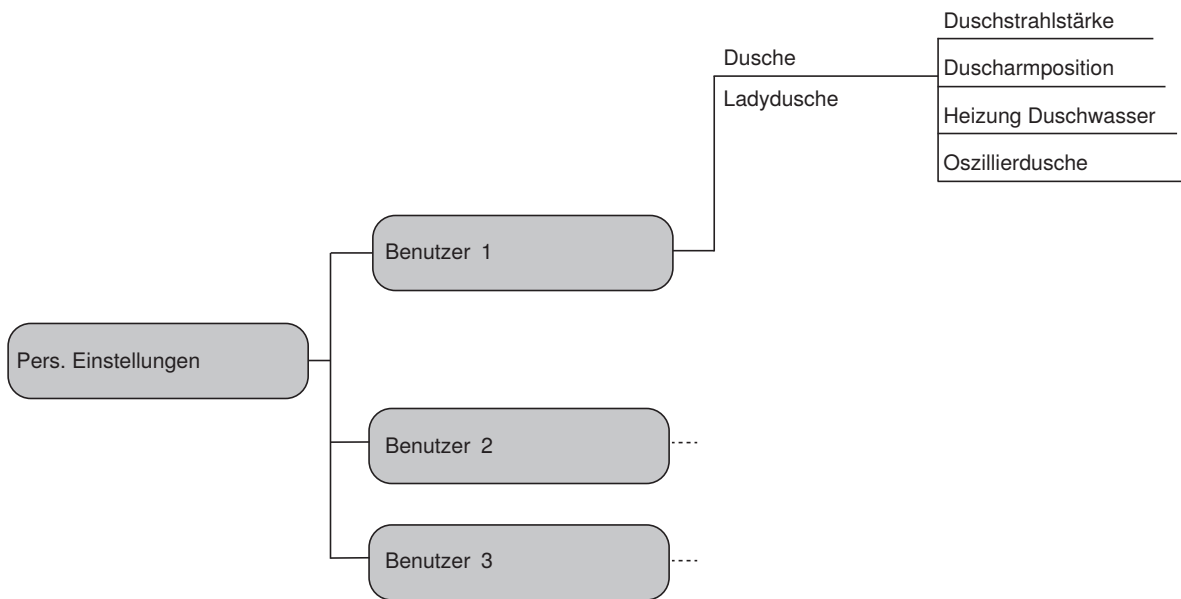 Duschstrahlstärke
Dusche
Duscharmposition
Ladydusche
Heizung Duschwasser
Oszillierdusche
Benutzer 1
Pers. Einstellungen
Benutzer 2
Benutzer 3